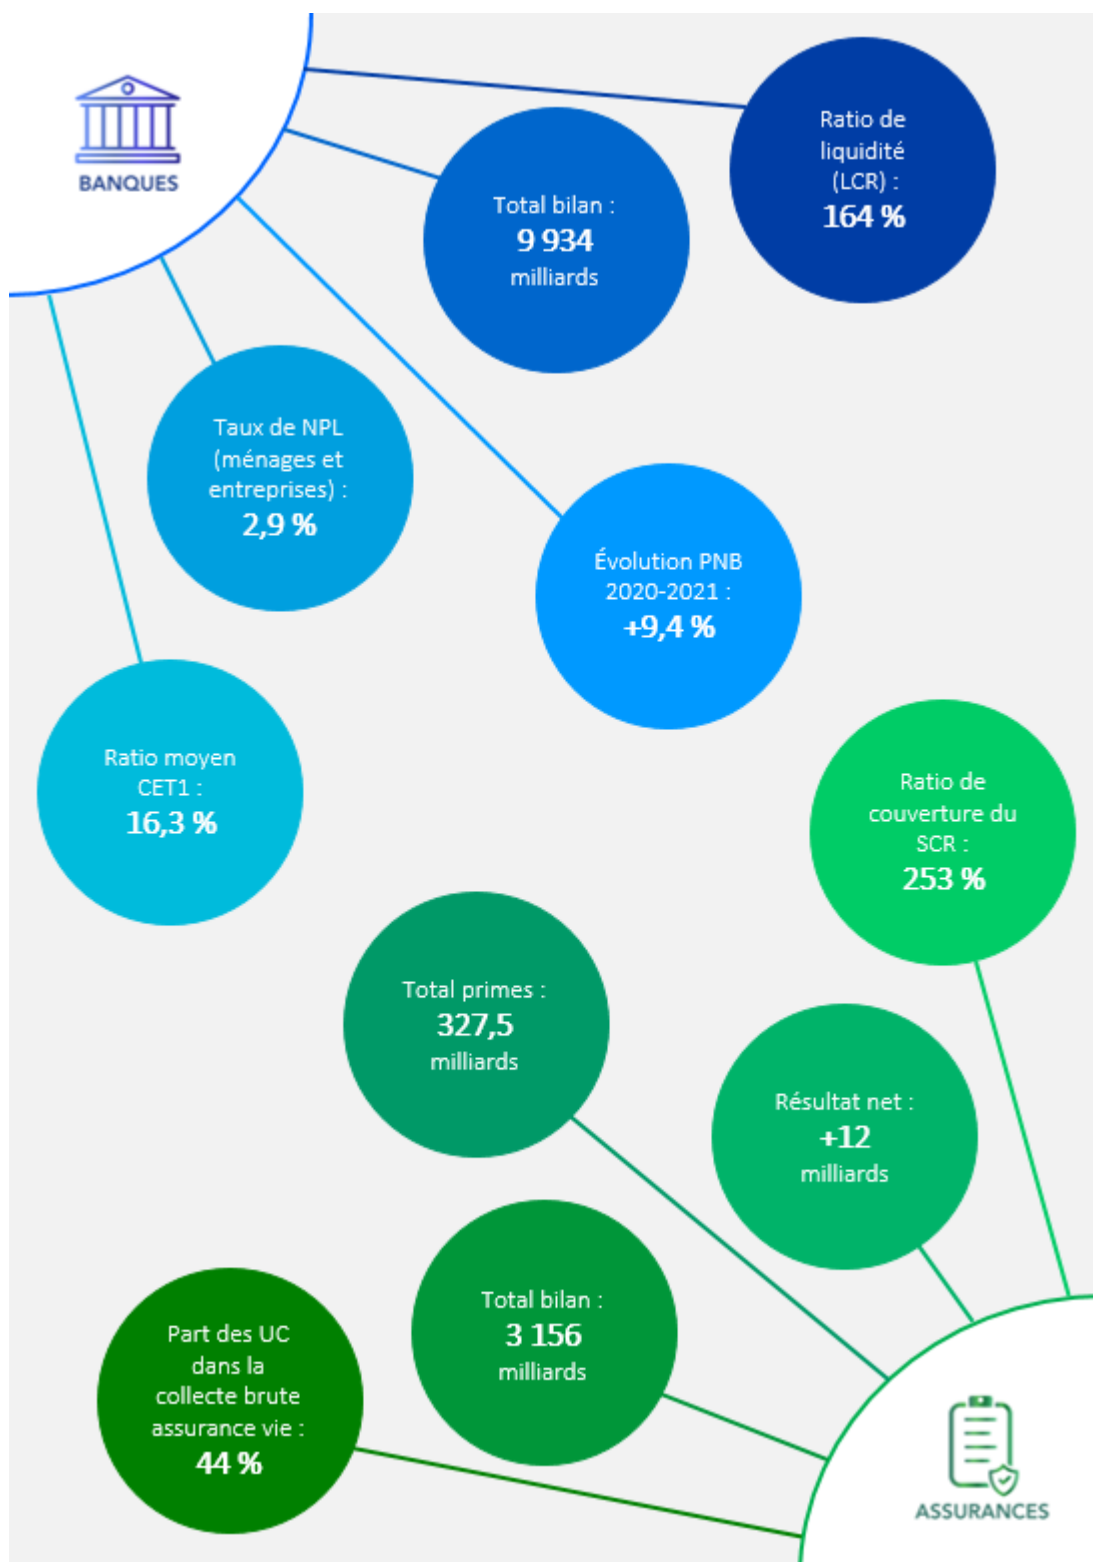 BANQUES
Ratio de
liquidité
(LCR) :
164 %
Total bilan :
9 934
milliards
Taux de NPL
(ménages et
entreprises) :
2,9 %
Évolution PNB
2020-2021 :
+9,4 %
Ratio moyen
CET1 :
16,3 %
Ratio de
couverture du
SCR :
253 %
Total primes :
327,5
milliards
Résultat net :
+12
milliards
Total bilan :
3 156
milliards
Part des UC
dans la
collecte brute
assurance vie :
44 %
ASSURANCES